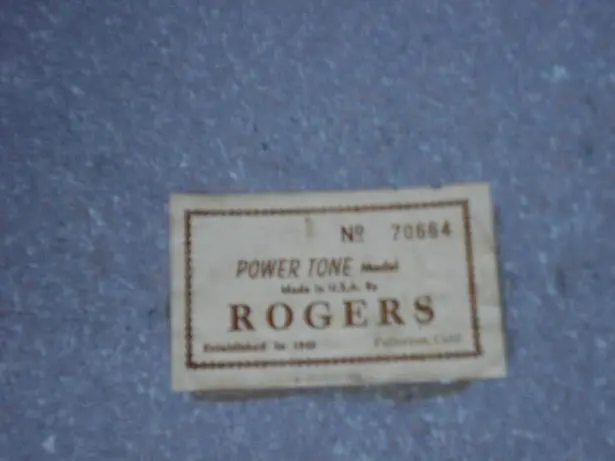 Nº 70664
POWER TONE Model
Made in U.S.A. By
ROGERS
Established in 1849
Fullerton, Calif.